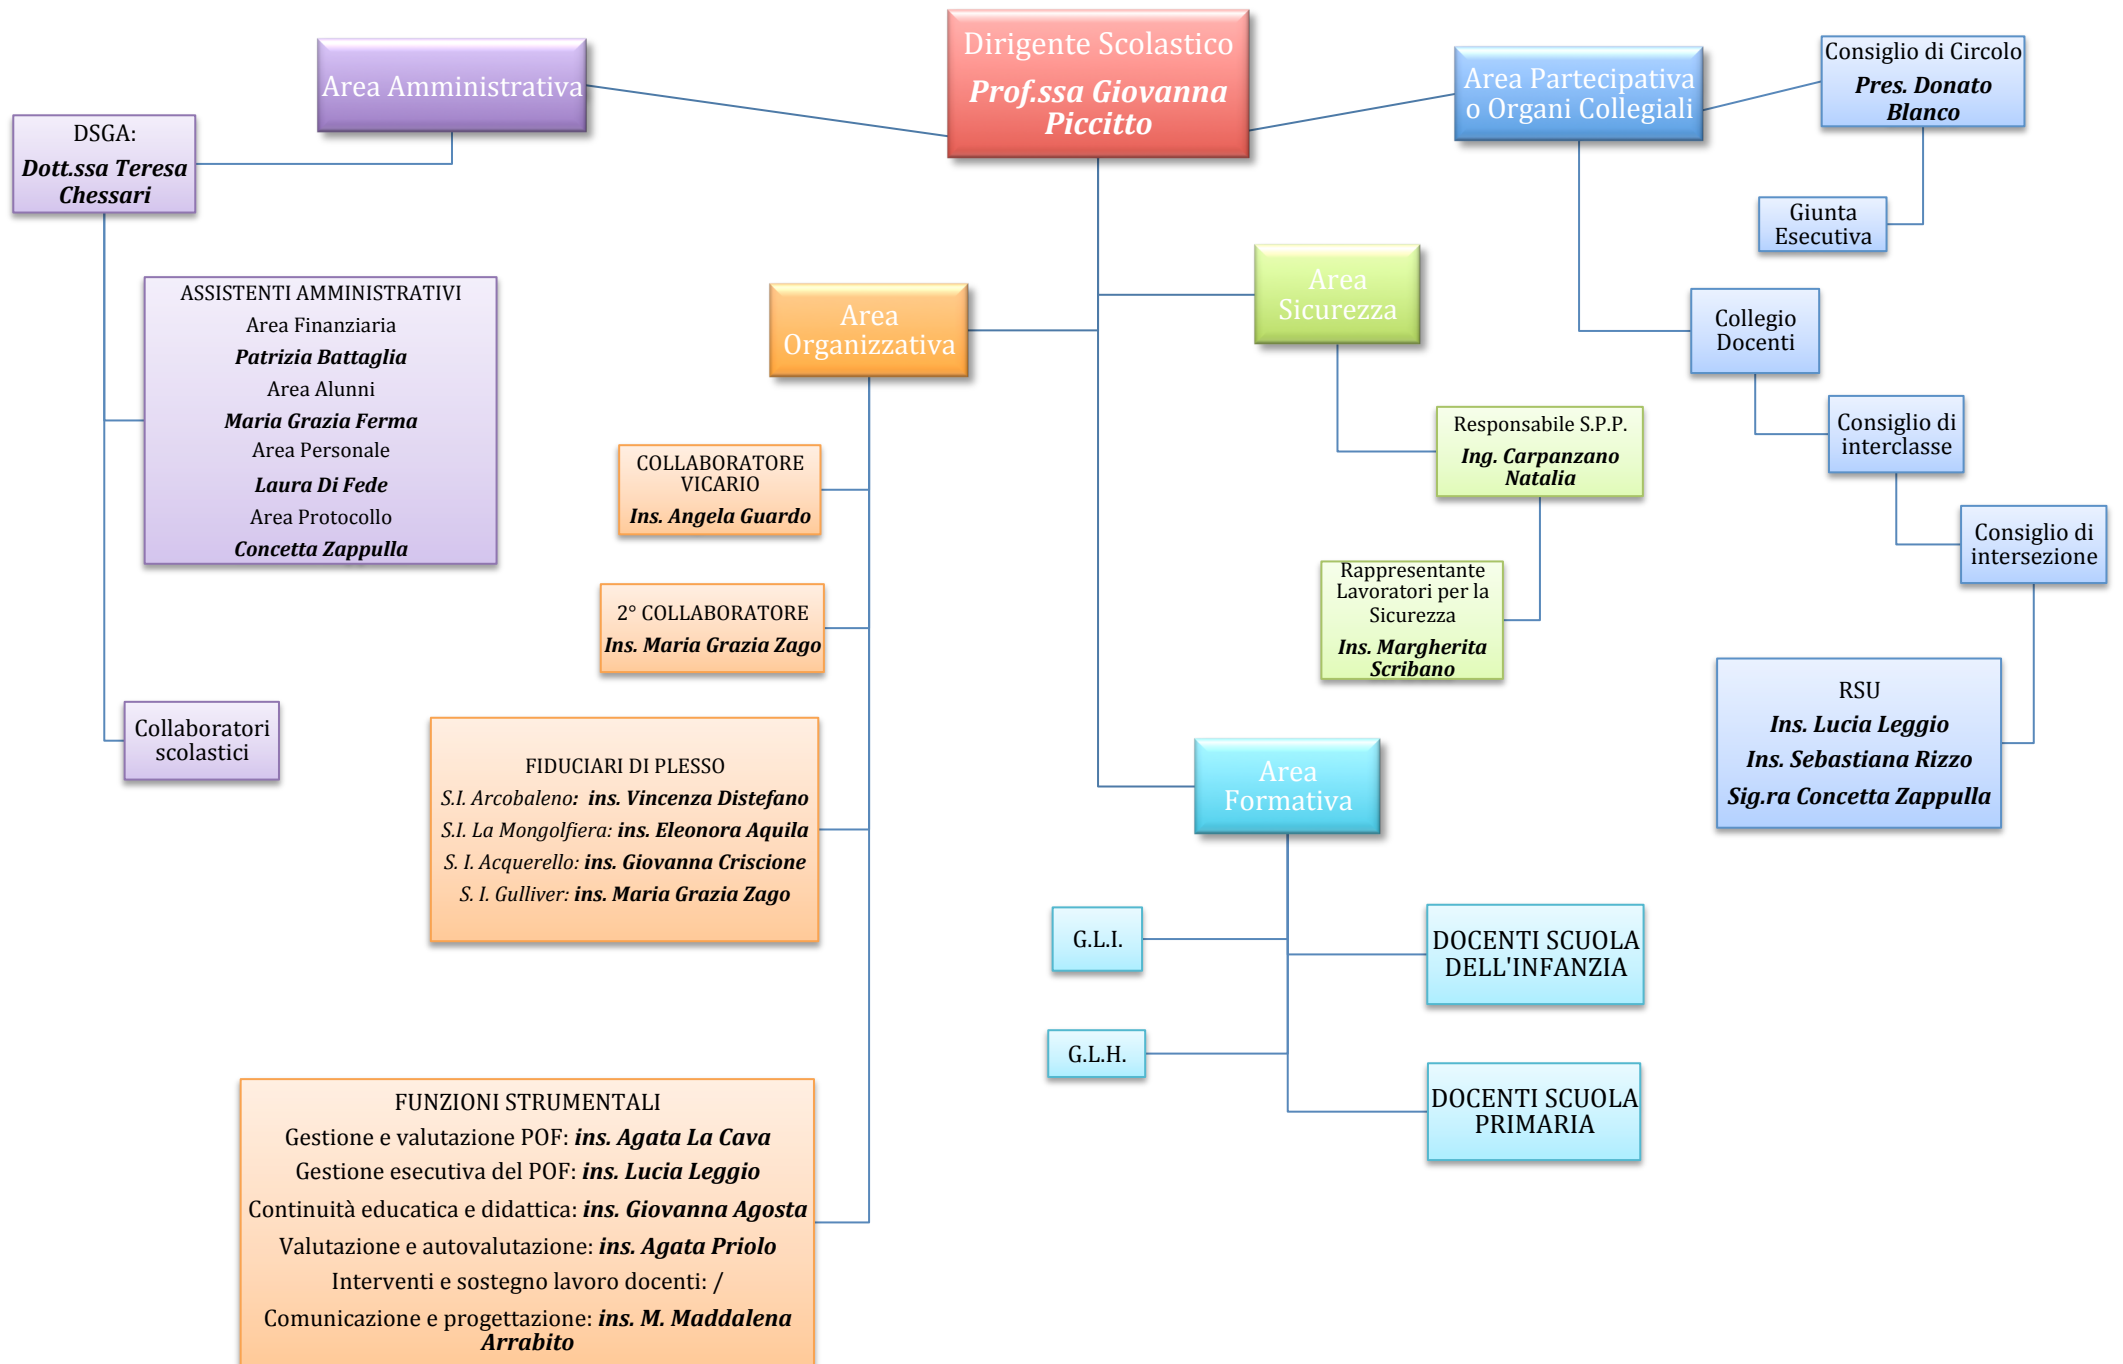 Dirigente Scolastico
Prof.ssa Giovanna
Piccitto
Area Amministrativa
DSGA:
Dott.ssa Teresa
Chessari
ASSISTENTI AMMINISTRATIVI
Area Finanziaria
Patrizia Battaglia
Area Alunni
Maria Grazia Ferma
Area Personale
Laura Di Fede
Area Protocollo
Concetta Zappulla
Collaboratori
scolastici
Area
Organizzativa
COLLABORATORE
VICARIO
Ins. Angela Guardo
2° COLLABORATORE
Ins. Maria Grazia Zago
FIDUCIARI DI PLESSO
S.I. Arcobaleno: ins. Vincenza Distefano
S.I. La Mongolfiera: ins. Eleonora Aquila
S. I. Acquerello: ins. Giovanna Criscione
S. I. Gulliver: ins. Maria Grazia Zago
FUNZIONI STRUMENTALI
Gestione e valutazione POF: ins. Agata La Cava
Gestione esecutiva del POF: ins. Lucia Leggio
Continuità educatica e didattica: ins. Giovanna Agosta
Valutazione e autovalutazione: ins. Agata Priolo
Interventi e sostegno lavoro docenti: /
Comunicazione e progettazione: ins. M. Maddalena
Arrabito
Area
Sicurezza
Responsabile S.P.P.
Ing. Carpanzano
Natalia
Rappresentante
Lavoratori per la
Sicurezza
Ins. Margherita
Scribano
Area
Formativa
G.L.I.
G.L.H.
DOCENTI SCUOLA
DELL'INFANZIA
DOCENTI SCUOLA
PRIMARIA
Area Partecipativa
o Organi Collegiali
Consiglio di Circolo
Pres. Donato
Blanco
Giunta
Esecutiva
Collegio
Docenti
Consiglio di
interclasse
Consiglio di
intersezione
RSU
Ins. Lucia Leggio
Ins. Sebastiana Rizzo
Sig.ra Concetta Zappulla